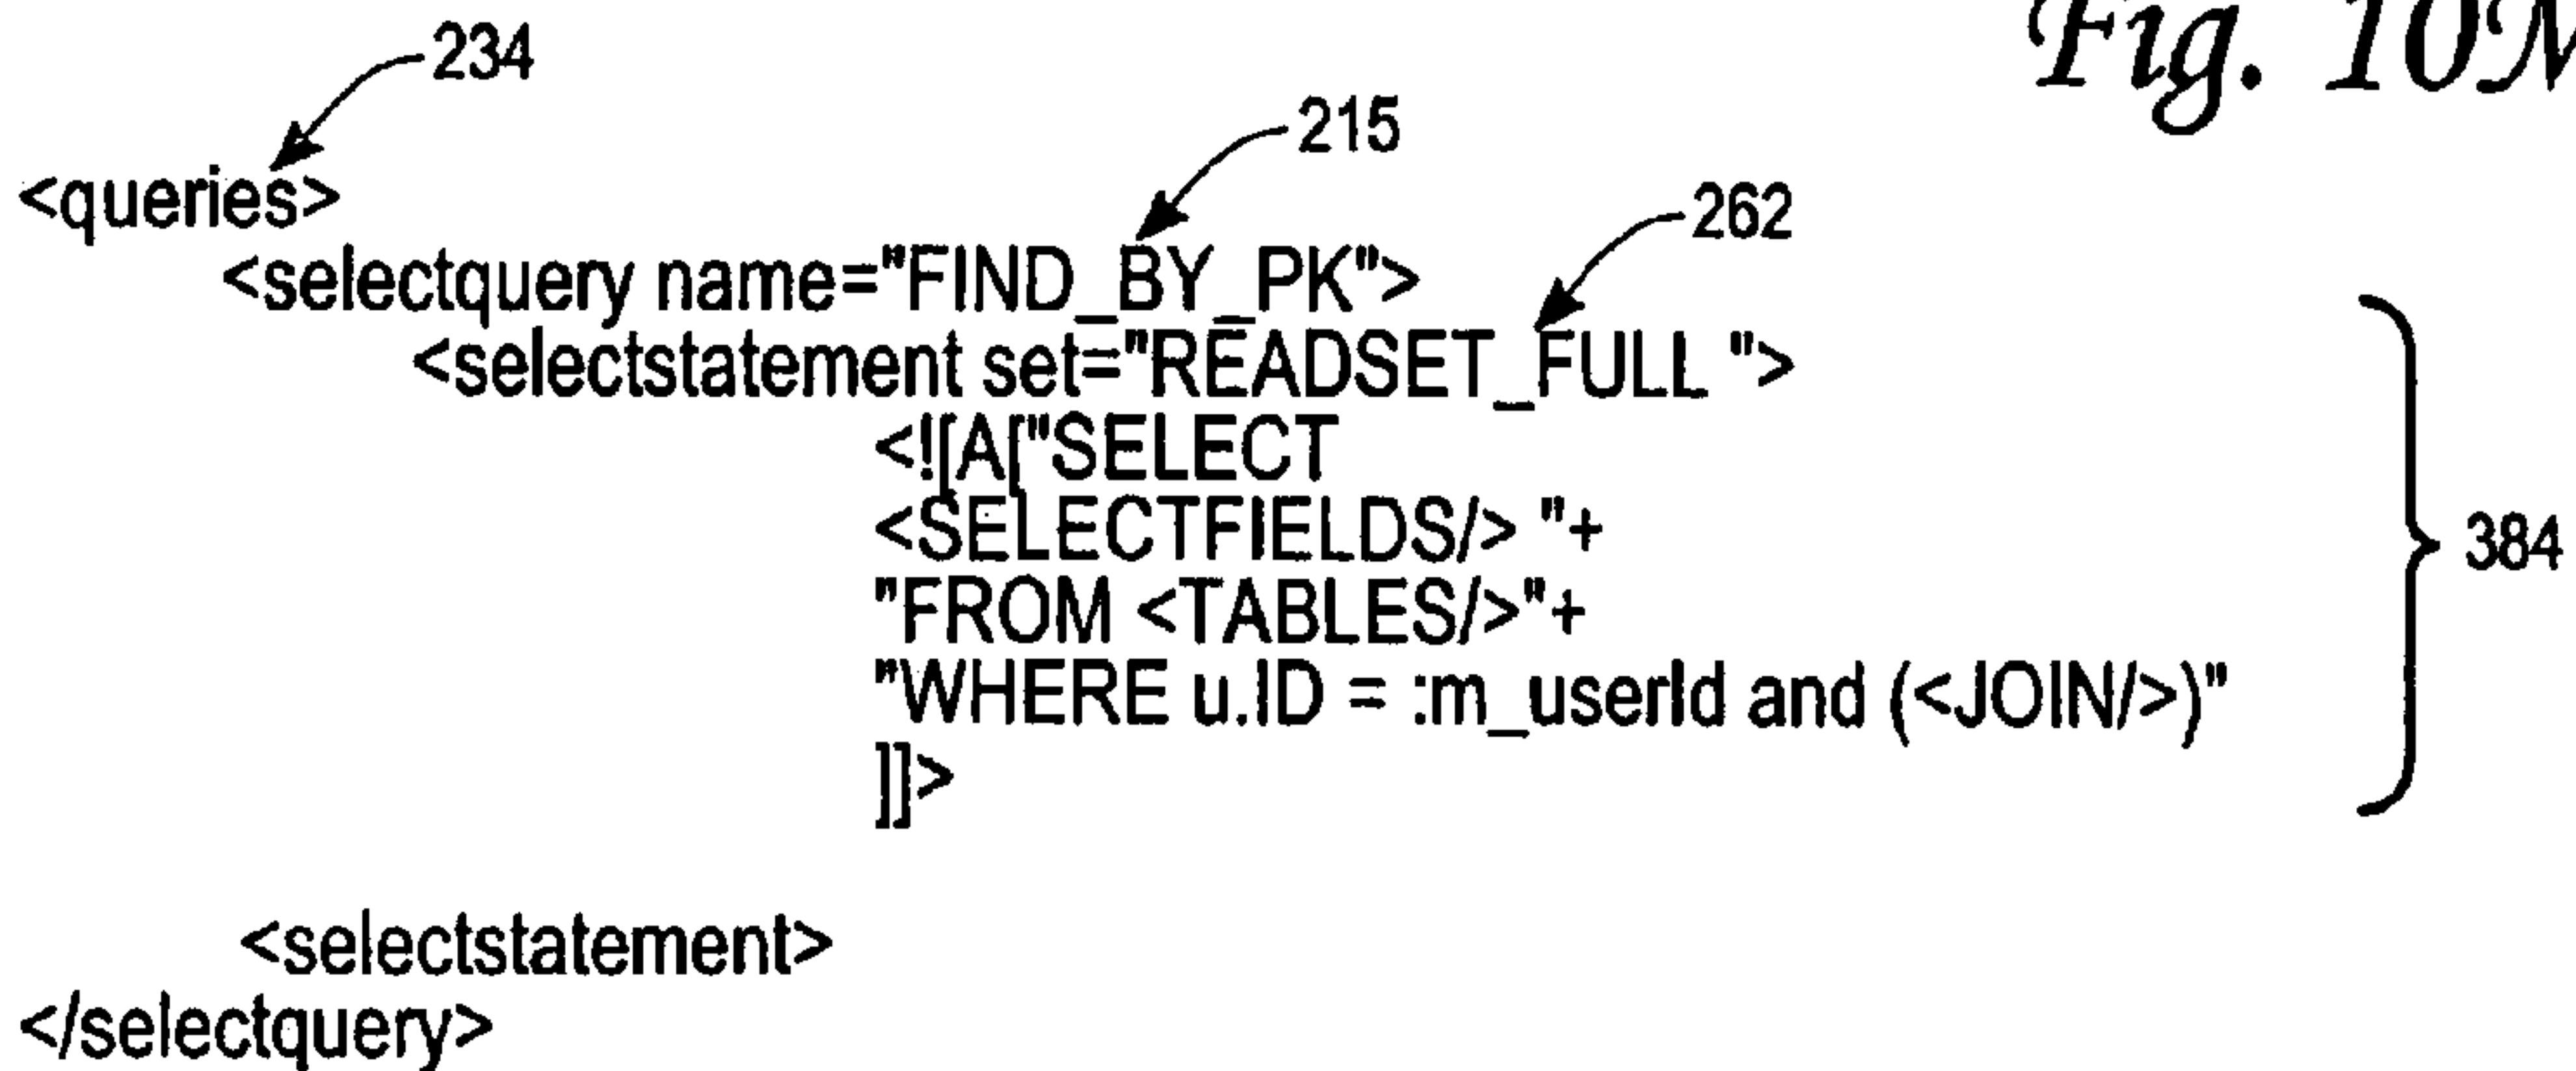 Fig. 10M
234
215
<queries>
262
<selectquery name="FIND_BY_PK">
<selectstatement set="READSET_FULL ">
<![A["SELECT
<SELECTFIELDS/> "+
384
"FROM <TABLES/>"+
"WHERE u.ID = :m_userId and (<JOIN/>)"
]]>
<selectstatement>
</selectquery>